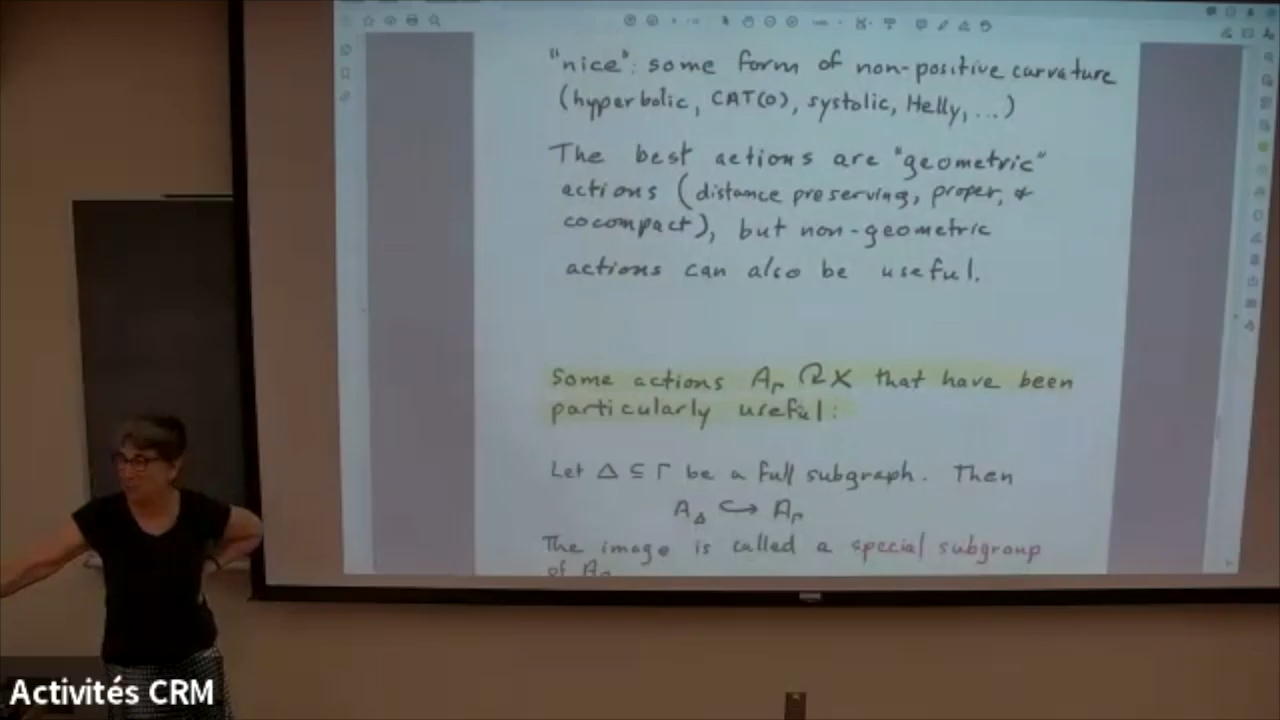 "nice": some form of non-positive curvature
(hyperbolic, CAT(0), systolic, Helly, ...)
The best actions are "geometric"
actions (distance preserving, proper, &
cocompact), but non-geometric
actions can also be useful.
Some actions A_Γ ⤾ X that have been
particularly useful:
Let Δ ⊆ Γ be a full subgraph. Then
A_Δ ↪ A_Γ
The image is called a special subgroup
of A_Γ
Activités CRM